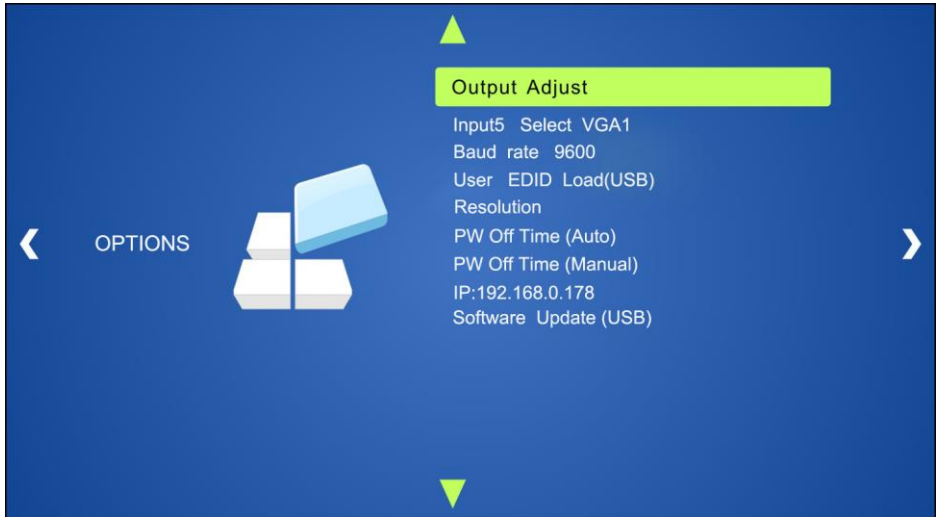 Output Adjust
Input5 Select VGA1
Baud rate 9600
User EDID Load(USB)
Resolution
PW Off Time (Auto)
OPTIONS
PW Off Time (Manual)
IP:192.168.0.178
Software Update (USB)